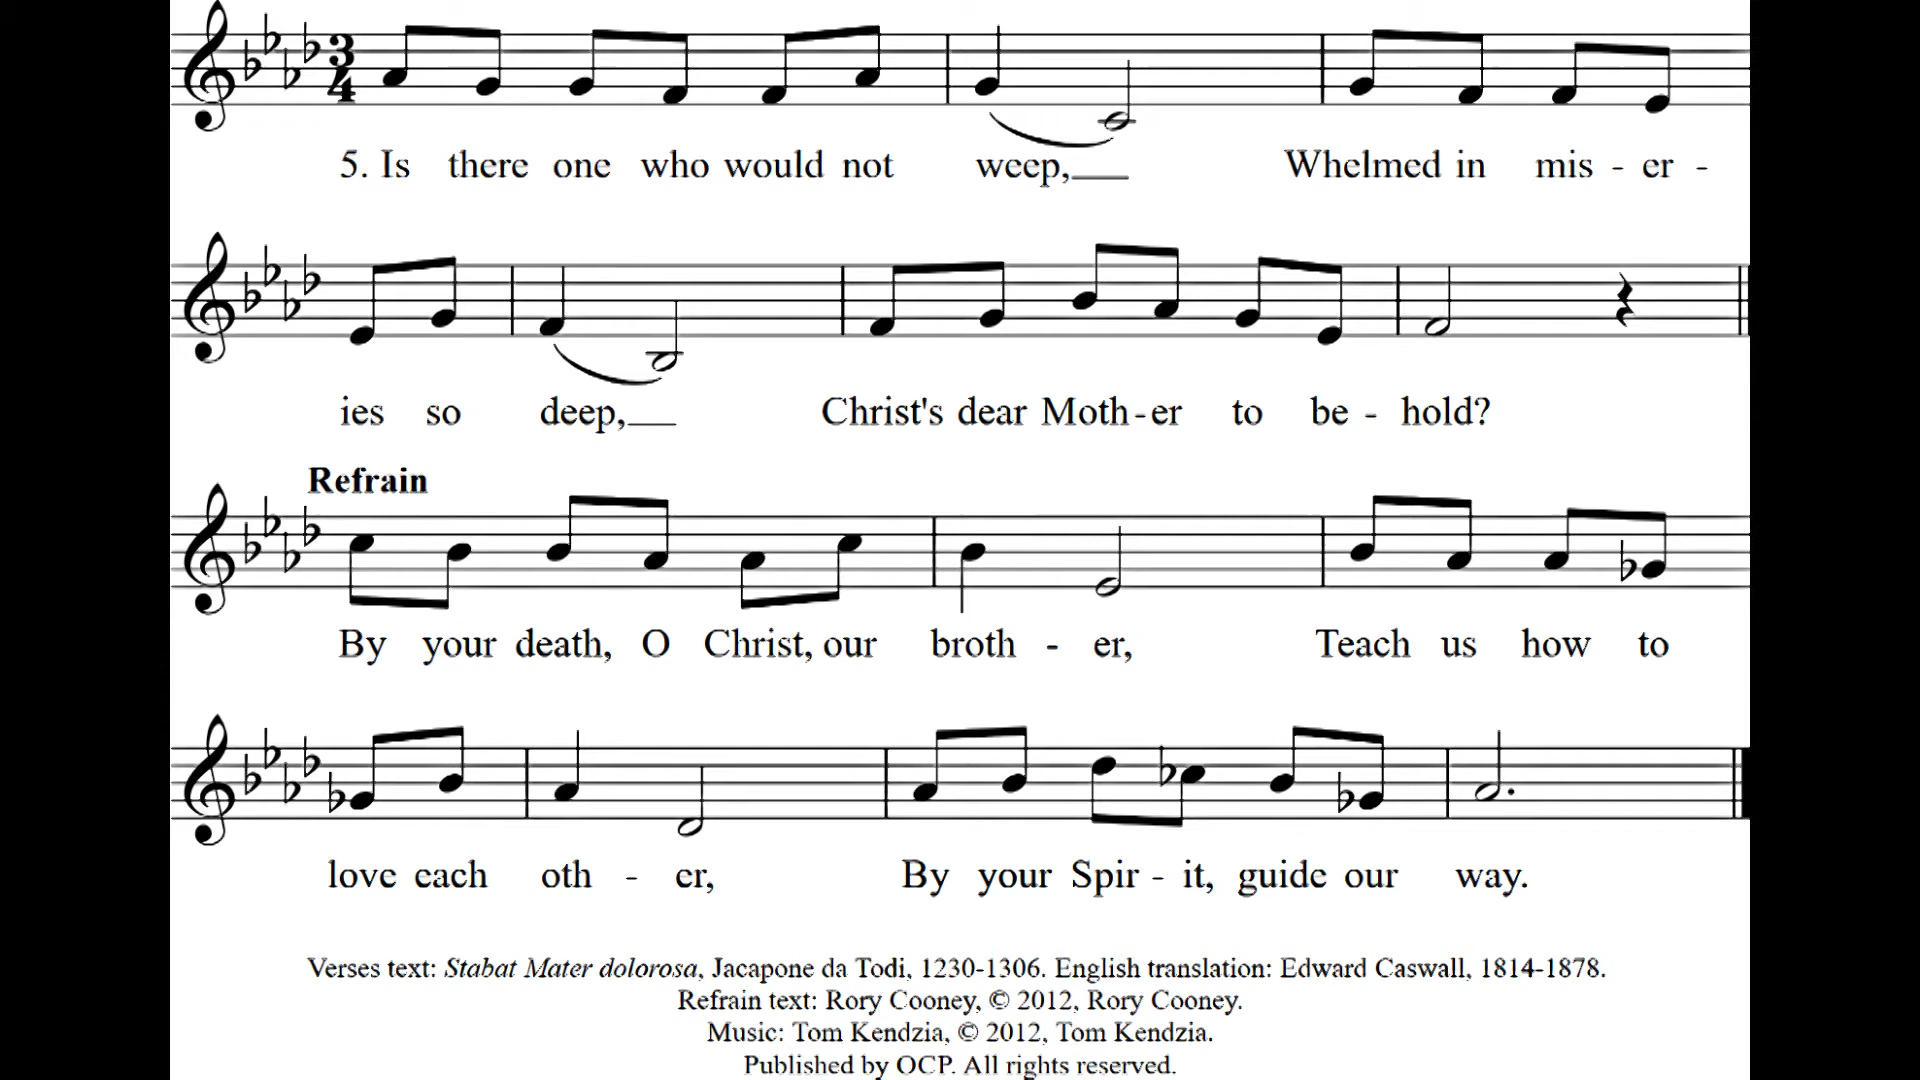 3
4
5. Is there one who would not weep,__ Whelmed in mis - er -
ies so deep,__ Christ's dear Moth - er to be - hold?
Refrain
By your death, O Christ, our broth - er, Teach us how to
love each oth - er, By your Spir - it, guide our way.
Verses text: Stabat Mater dolorosa, Jacapone da Todi, 1230-1306. English translation: Edward Caswall, 1814-1878.
Refrain text: Rory Cooney, © 2012, Rory Cooney.
Music: Tom Kendzia, © 2012, Tom Kendzia.
Published by OCP. All rights reserved.